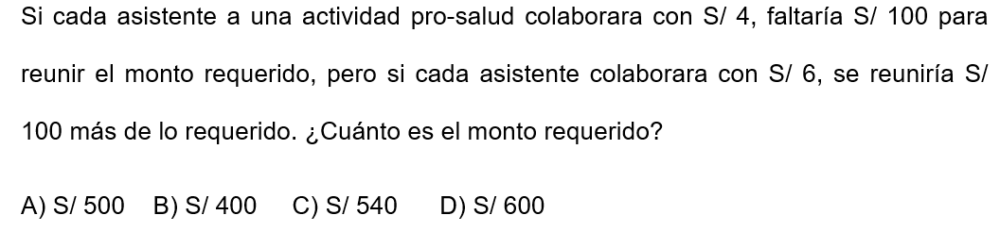 Si cada asistente a una actividad pro-salud colaborara con S/ 4, faltaría S/ 100 para
reunir el monto requerido, pero si cada asistente colaborara con S/ 6, se reuniría S/
100 más de lo requerido. ¿Cuánto es el monto requerido?
A) S/ 500 B) S/ 400 C) S/ 540 D) S/ 600